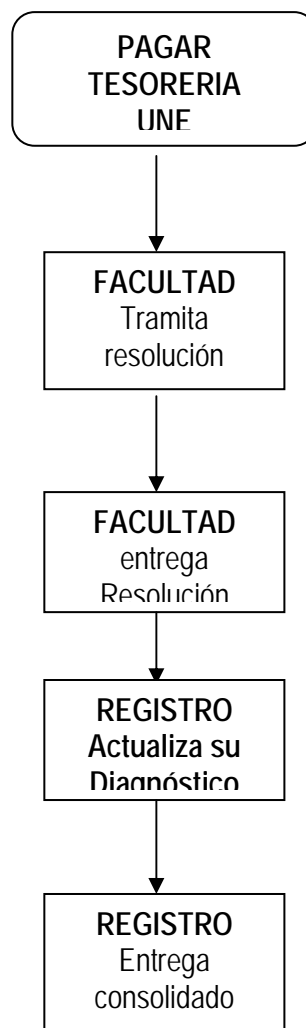 PAGAR
TESORERIA
UNE
FACULTAD
Tramita
resolución
FACULTAD
entrega
Resolución
REGISTRO
Actualiza su
Diagnóstico
REGISTRO
Entrega
consolidado